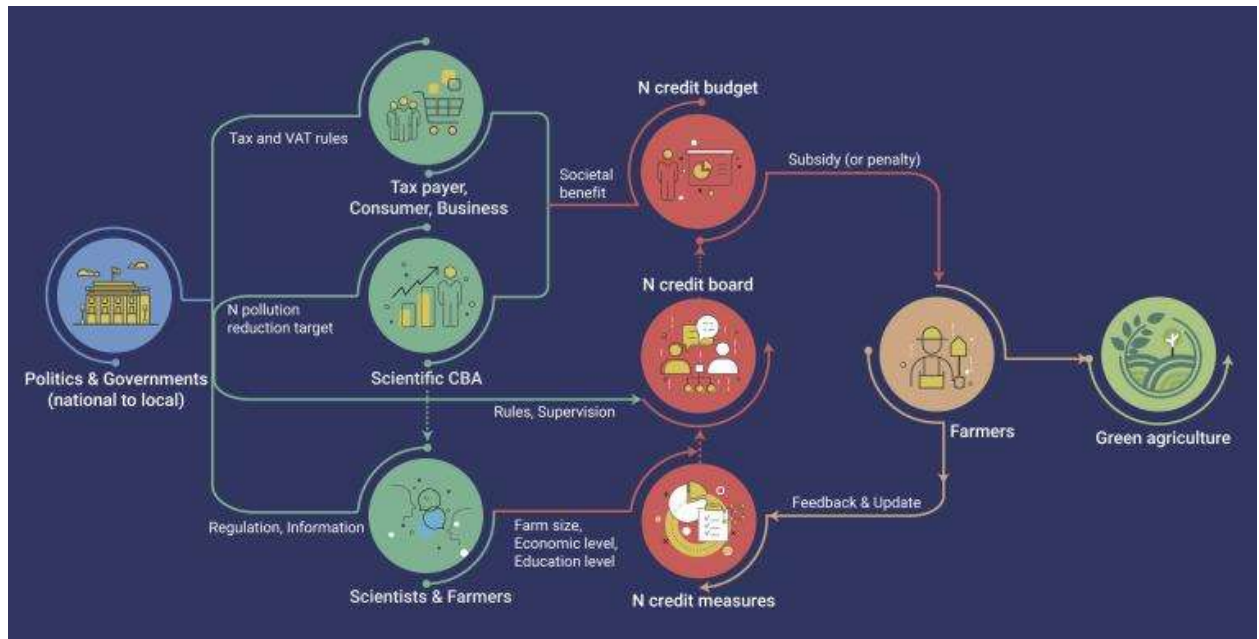 N credit budget
Tax and VAT rules
Subsidy (or penalty)
Societal
benefit
Tax payer,
Consumer, Business
N credit board
N pollution
reduction target
Politics & Governments
(national to local)
Scientific CBA
Rules, Supervision
Farmers
Green agriculture
Regulation, Information
Farm size,
Economic level,
Education level
Feedback & Update
Scientists & Farmers
N credit measures